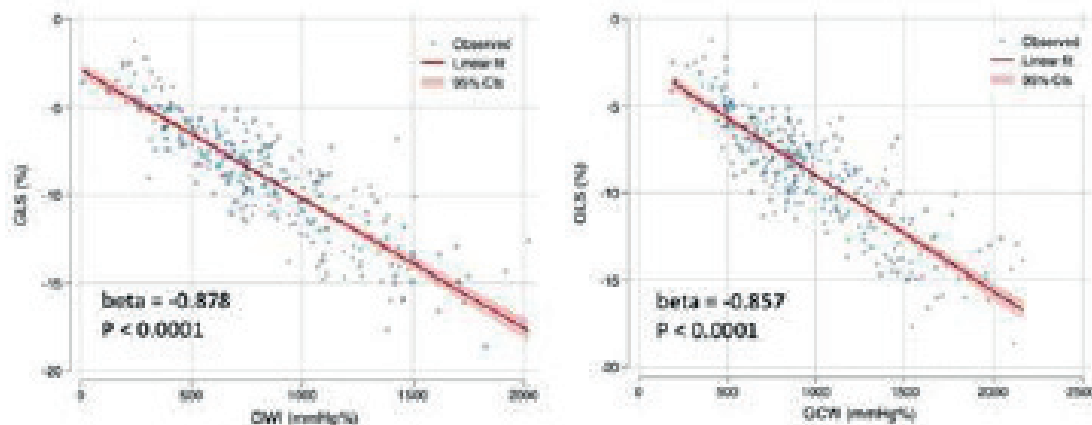 0
-5
-10
-15
-20
GLS (%)
Observed
Linear fit
95% CIs
beta = -0.878
P < 0.0001
0 500 1000 1500 2000
GWI (mmHg%)
0
-5
-10
-15
-20
GLS (%)
Observed
Linear fit
95% CIs
beta = -0.857
P < 0.0001
0 500 1000 1500 2000 2500
GCW (mmHg%)